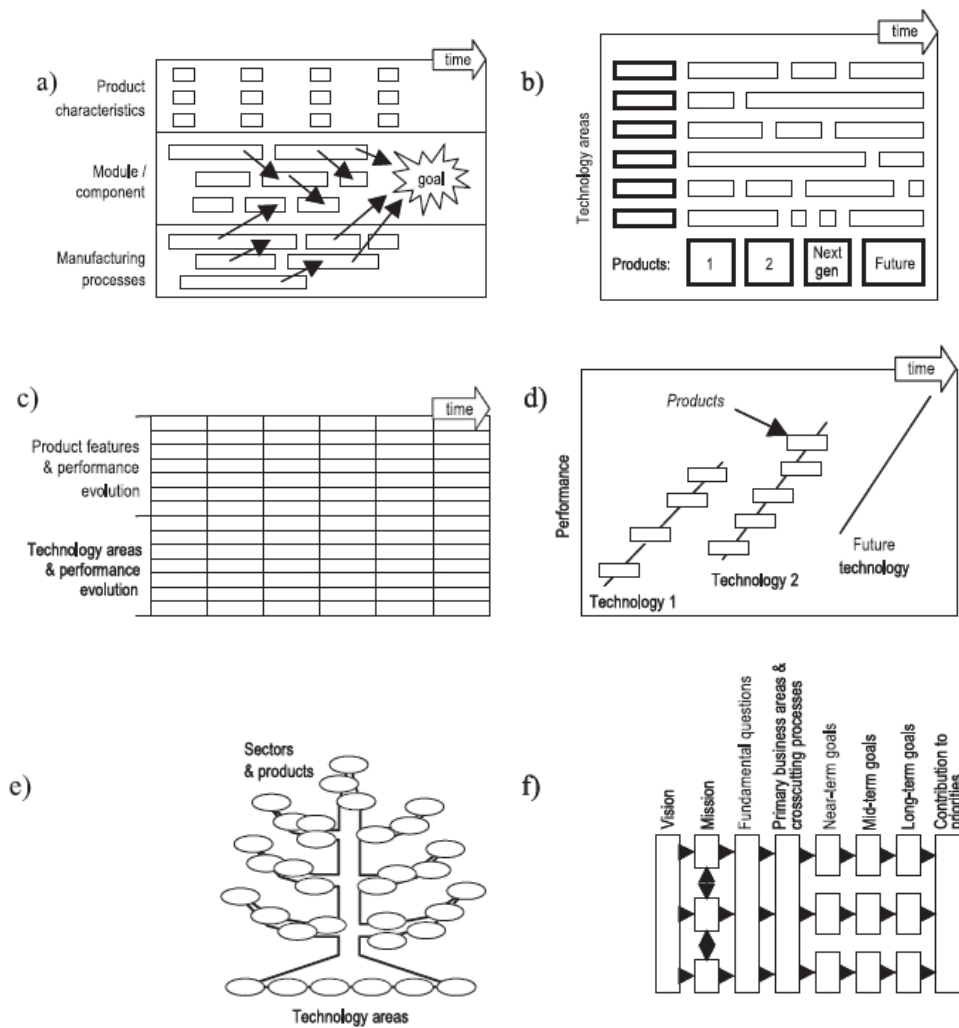 a)
time
Product
characteristics
Module /
component
goal
Manufacturing
processes
b)
time
Technology areas
Products:
1
2
Next
gen
Future
c)
time
Product features
& performance
evolution
Technology areas
& performance
evolution
d)
time
Products
Performance
Technology 1
Technology 2
Future
technology
e)
Sectors
& products
Technology areas
f)
Vision
Mission
Fundamental questions
Primary business areas &
crosscutting processes
Near-term goals
Mid-term goals
Long-term goals
Contribution to
priorities